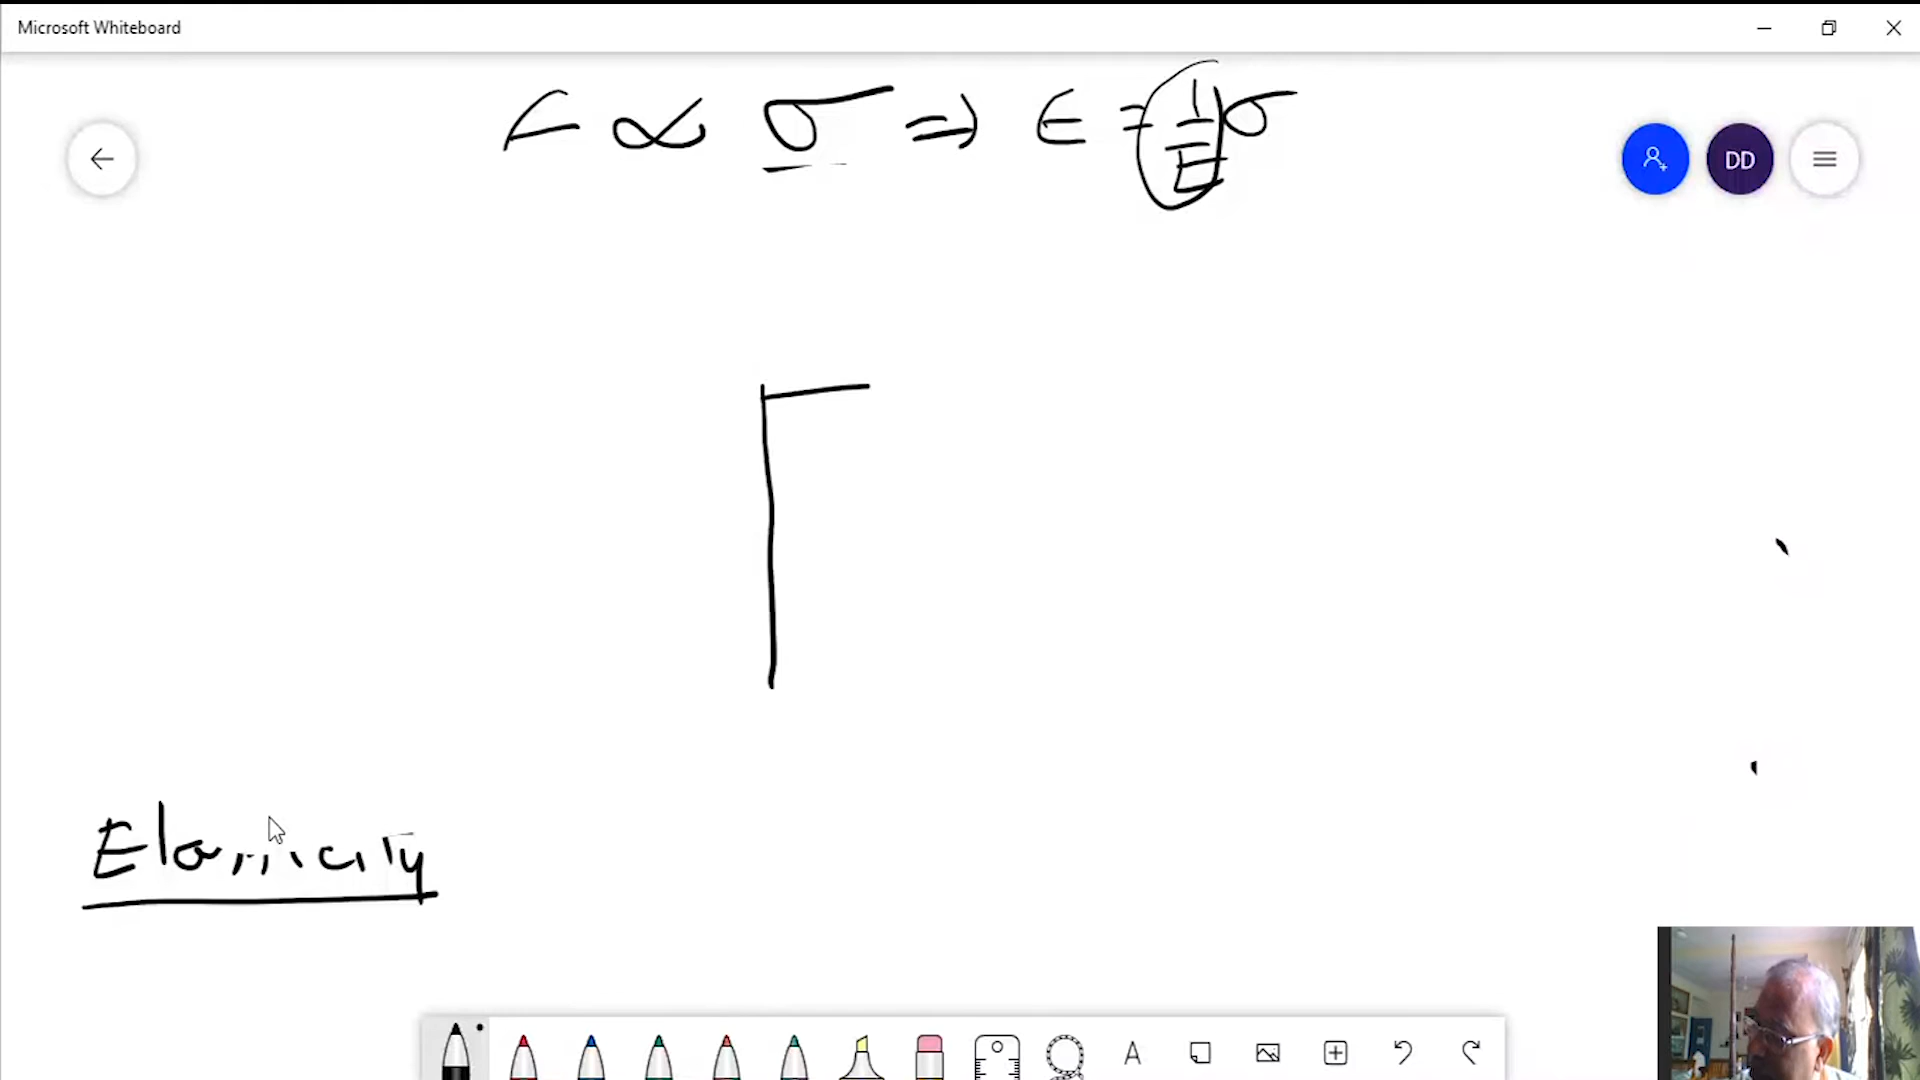 Microsoft Whiteboard
ϵ ∝ σ ⇒ ϵ = 1/E σ
DD
Elasticity
A